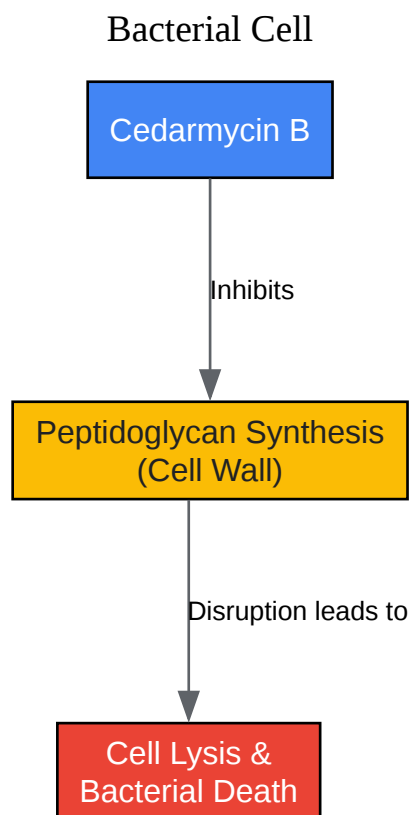 Bacterial Cell
Cedarmycin B
Inhibits
Peptidoglycan Synthesis
(Cell Wall)
Disruption leads to
Cell Lysis &
Bacterial Death